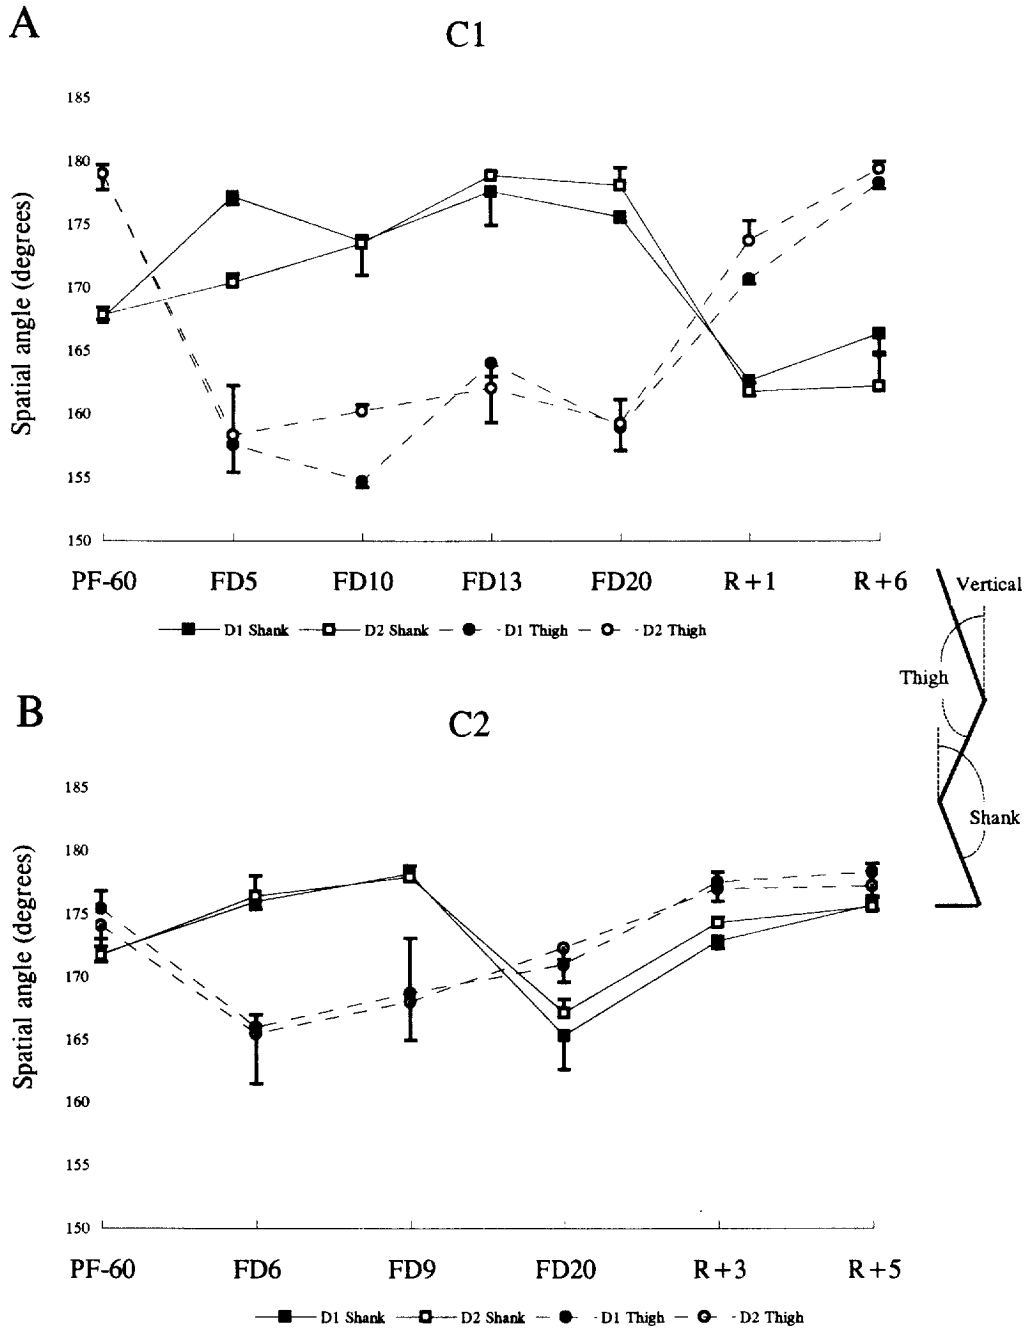 A
C1
Spatial angle (degrees)
185
180
175
170
165
160
155
150
PF-60 FD5 FD10 FD13 FD20 R+1 R+6
D1 Shank D2 Shank D1 Thigh D2 Thigh
Vertical
Thigh
Shank
B
C2
Spatial angle (degrees)
185
180
175
170
165
160
155
150
PF-60 FD6 FD9 FD20 R+3 R+5
D1 Shank D2 Shank D1 Thigh D2 Thigh